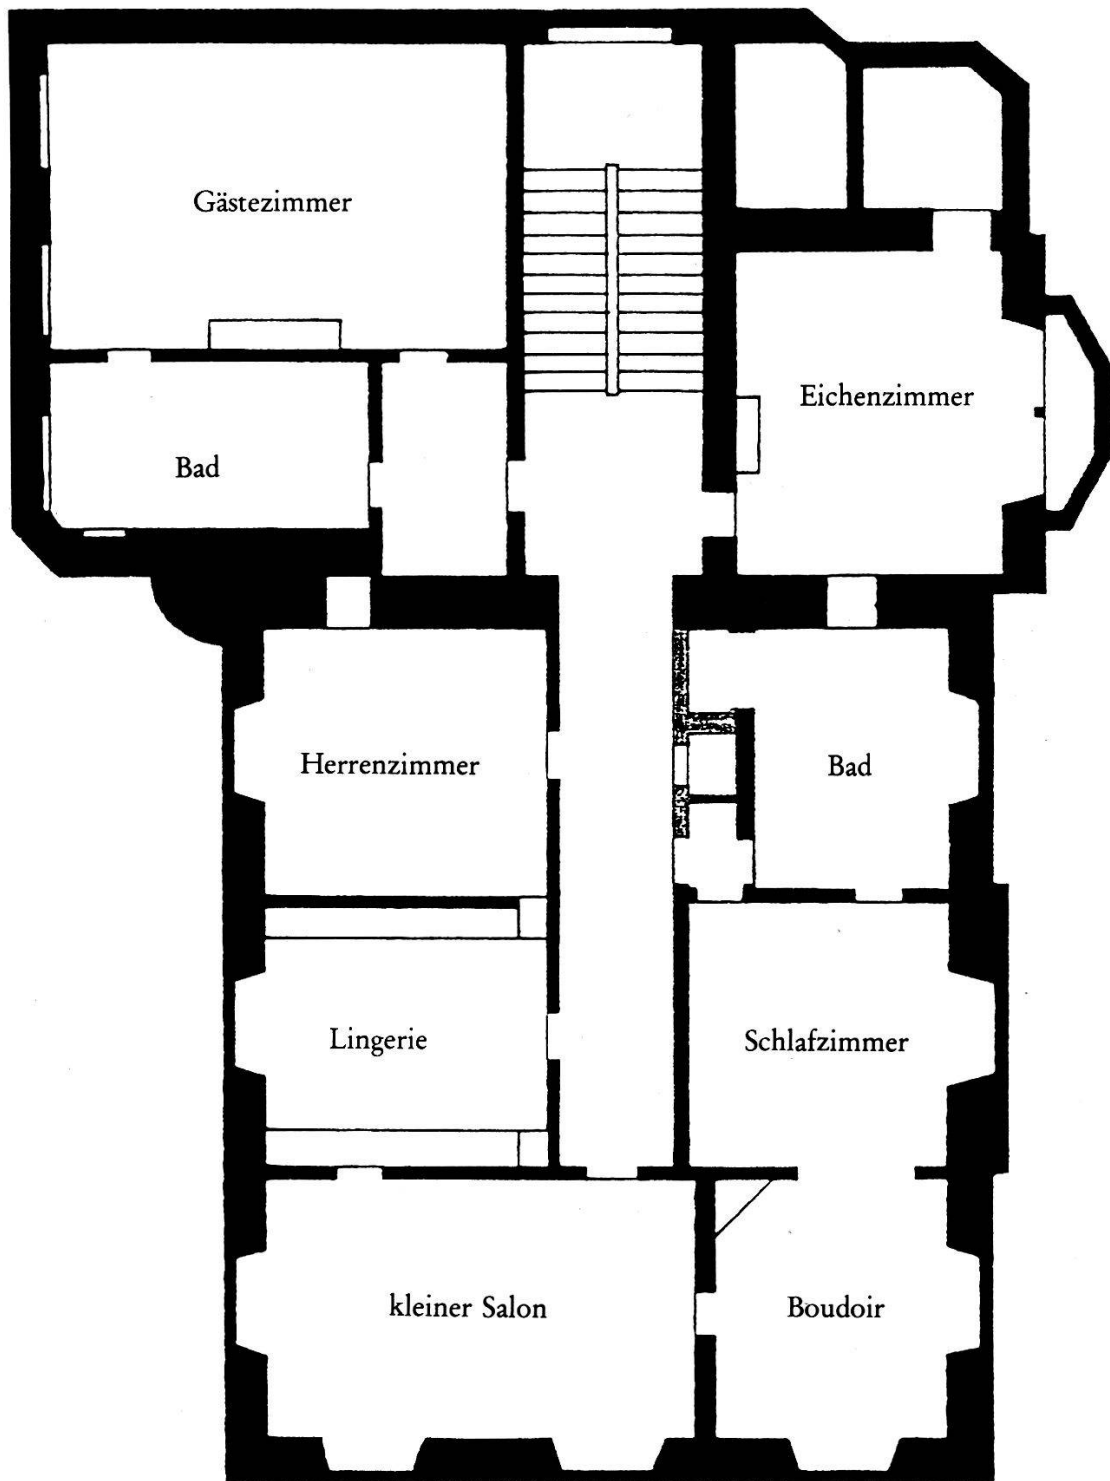 Gästezimmer
Eichenzimmer
Bad
Herrenzimmer
Bad
Lingerie
Schlafzimmer
kleiner Salon
Boudoir